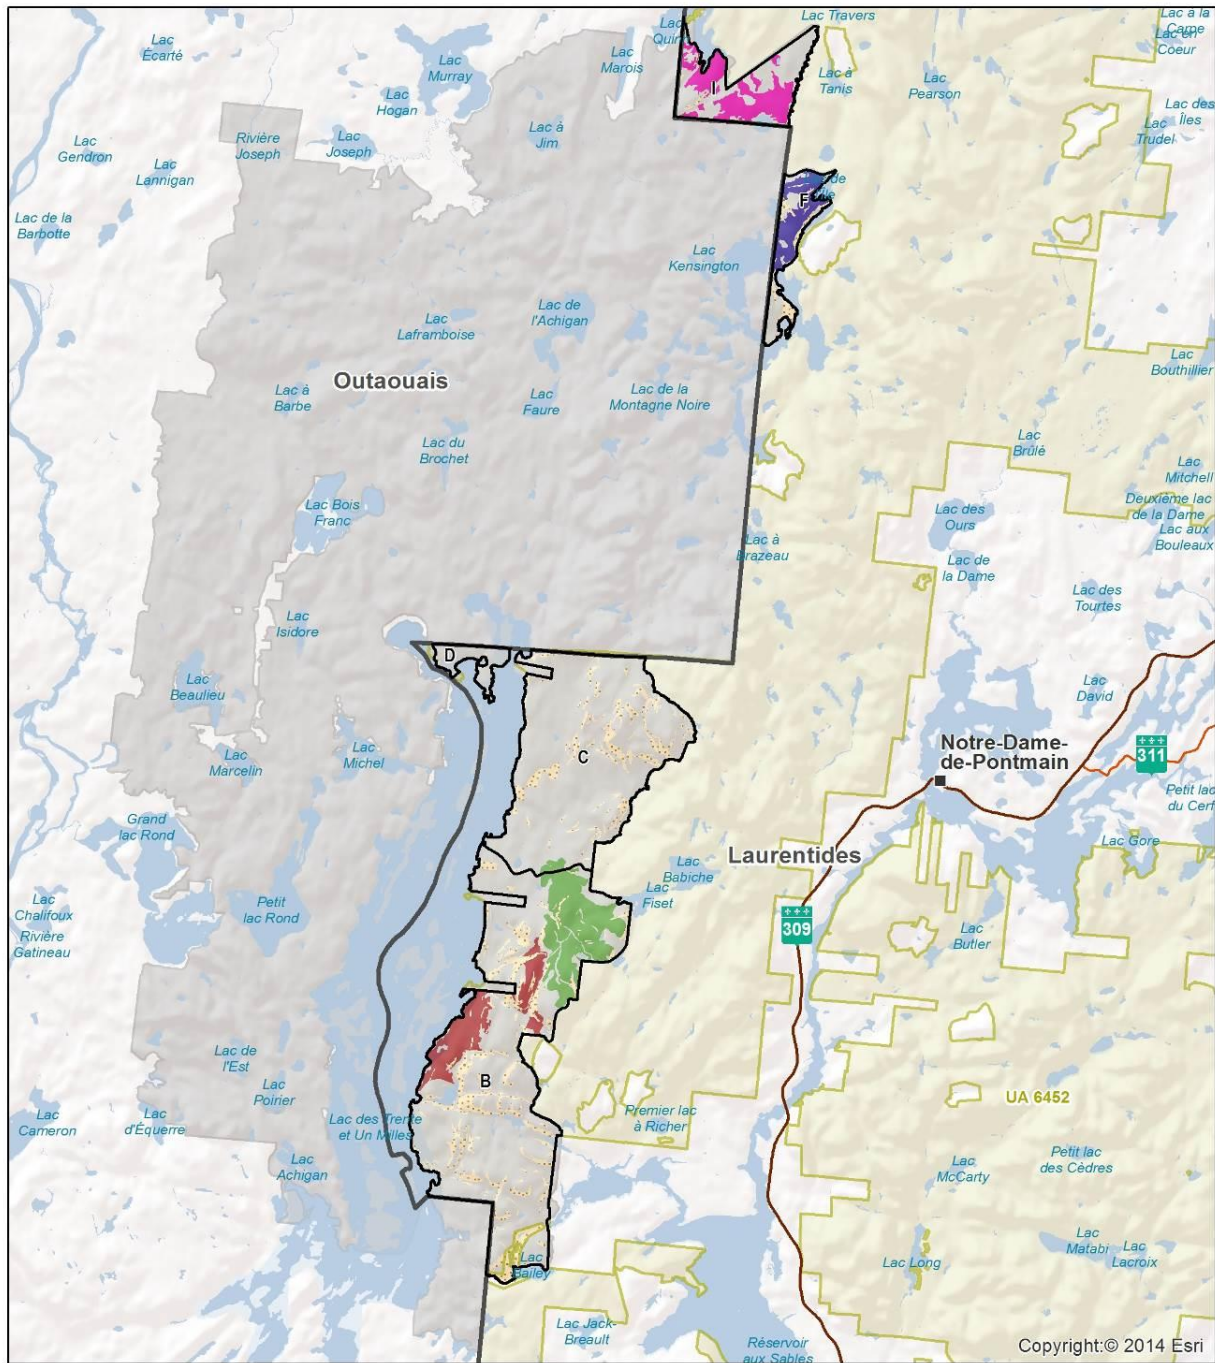 Lac Travers
Lac à la
Carpe
Lac en
Coeur
Lac
Écarté
Lac
Murray
Lac
Marois
Lac
Hogan
Lac à
Tanis
Lac
Pearson
Lac des
Îles
Lac
Trudel
I
Lac
Gendron
Lac
Lannigan
Rivière
Joseph
Lac
Joseph
Lac à
Jim
Lac de la
Barbotte
F
Lac
Kensington
Lac de
l'Achigan
Lac
Laframboise
Outaouais
Lac à
Barbe
Lac
Faure
Lac de la
Montagne Noire
Lac
Bouthillier
Lac du
Brochet
Lac
Brûlé
Lac
Mitchell
Lac Bois
Franc
Lac des
Ours
Deuxième lac
de la Dame
Lac aux
Bouleaux
Lac à
Brazeau
Lac de
la Dame
Lac des
Tourtes
Lac
Isidore
D
Lac
Beaulieu
Lac
David
Lac
Marcelin
Lac
Michel
C
Notre-Dame-
de-Pontmain
311
Petit lac
du Cerf
Grand
lac Rond
Laurentides
Lac Gore
Lac
Babiche
Lac
Fiset
Lac
Chalifoux
Rivière
Gatineau
Petit
lac Rond
309
Lac
Butler
Lac de
l'Est
Lac
Poirier
B
UA 6452
Lac
Cameron
Lac
d'Équerre
Lac des Trente
et Un Milles
Premier lac
à Richer
Lac
Achigan
Lac
McCarty
Petit lac
des Cèdres
Lac
Bailey
Lac Long
Lac
Matabi
Lac
Lacroix
Lac Jack-
Breault
Réservoir
aux Sables
Copyright:© 2014 Esri